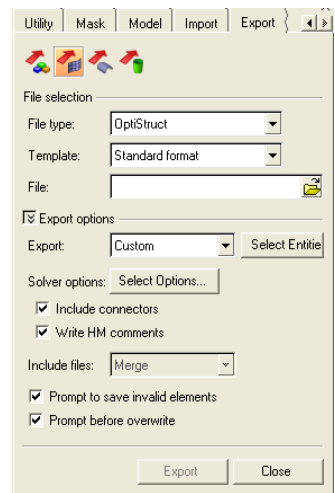 Utility Mask Model Import Export
File selection
File type: OptiStruct
Template: Standard format
File:
Export options
Export: Custom Select Entitie
Solver options: Select Options...
Include connectors
Write HM comments
Include files: Merge
Prompt to save invalid elements
Prompt before overwrite
Export Close